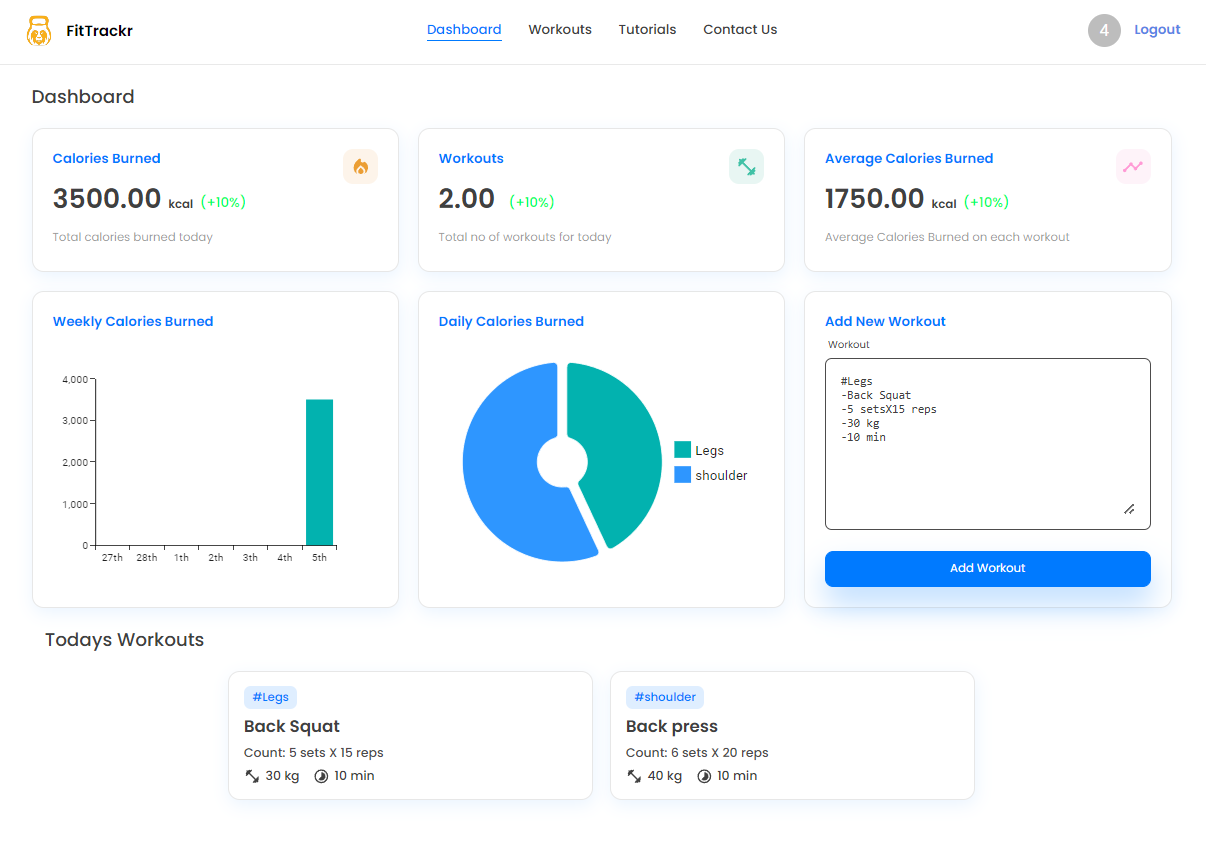 FitTrackr
Dashboard
Workouts
Tutorials
Contact Us
4
Logout
Dashboard
Calories Burned
3500.00 kcal (+10%)
Total calories burned today
Workouts
2.00 (+10%)
Total no of workouts for today
Average Calories Burned
1750.00 kcal (+10%)
Average Calories Burned on each workout
Weekly Calories Burned
4,000
3,000
2,000
1,000
0
27th 28th 1th 2th 3th 4th 5th
Daily Calories Burned
Legs
shoulder
Add New Workout
Workout
#Legs
-Back Squat
-5 setsX15 reps
-30 kg
-10 min
Add Workout
Todays Workouts
#Legs
Back Squat
Count: 5 sets X 15 reps
30 kg 10 min
#shoulder
Back press
Count: 6 sets X 20 reps
40 kg 10 min